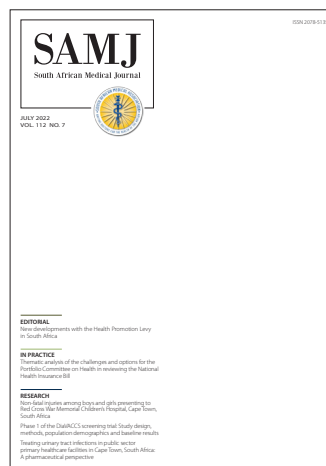 ISSN 2078-513
SAMJ
South African Medical Journal
JULY 2022
VOL. 112 NO. 7
EDITORIAL
New developments with the Health Promotion Levy
in South Africa
IN PRACTICE
Thematic analysis of the challenges and options for the
Portfolio Committee on Health in reviewing the National
Health Insurance Bill
RESEARCH
Non-fatal injuries among boys and girls presenting to
Red Cross War Memorial Children's Hospital, Cape Town,
South Africa
Phase 1 of the DiaVACCS screening trial: Study design,
methods, population demographics and baseline results
Treating urinary tract infections in public sector
primary healthcare facilities in Cape Town, South Africa:
A pharmaceutical perspective